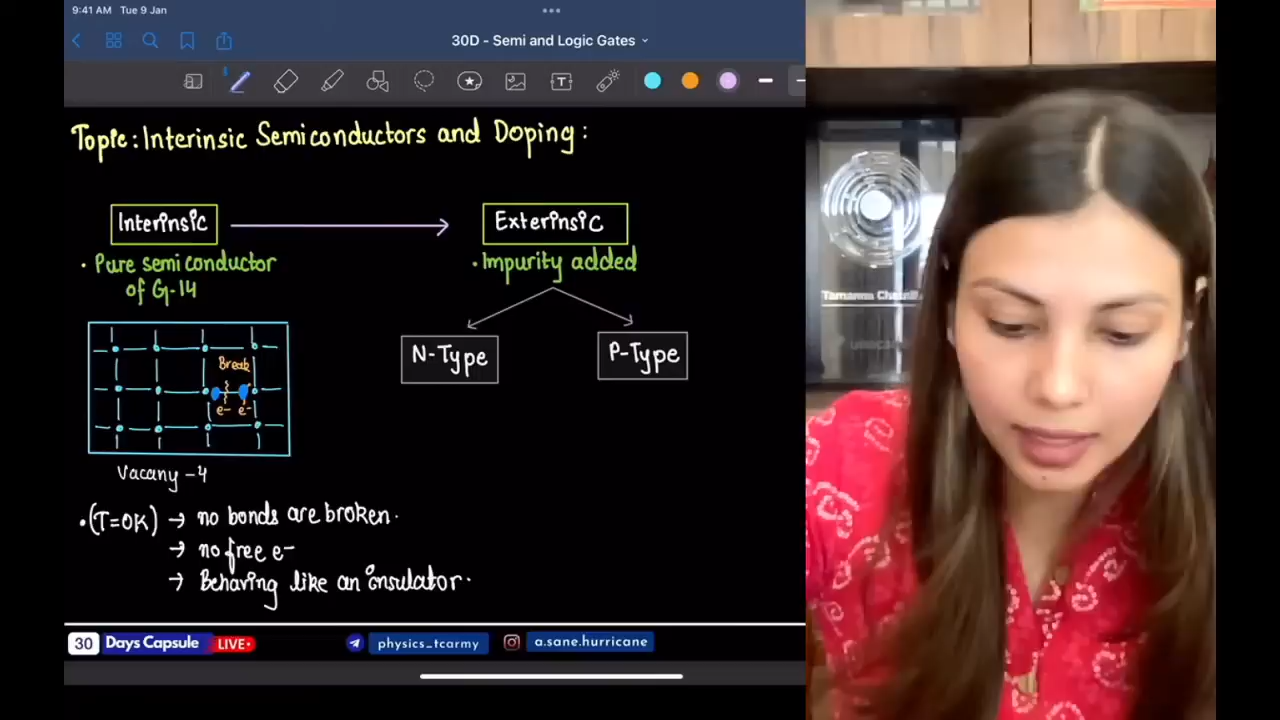 9:41 AM Tue 9 Jan
30D - Semi and Logic Gates
T
Topic: Interinsic Semiconductors and Doping:
Interinsic
Exterinsic
• Pure semiconductor
of G-14
• Impurity added
N-Type
P-Type
Break
e- e-
Vacany - 4
• (T=0K) → no bonds are broken.
→ no free e-
→ Behaving like an insulator.
30 Days Capsule LIVE
physics_tcarmy
a.sane.hurricane